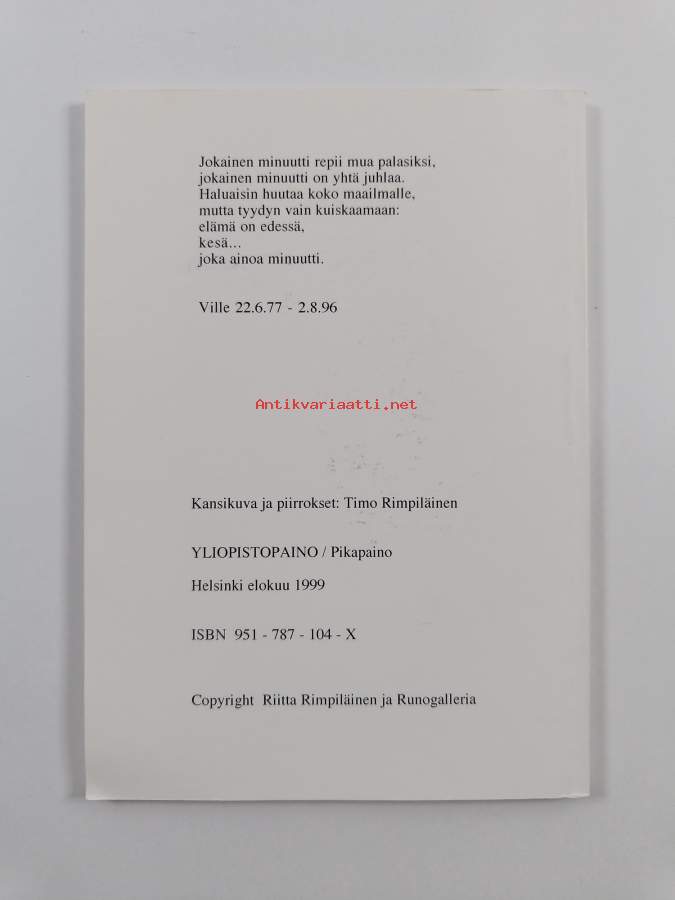 Jokainen minuutti repii mua palasiksi,
jokainen minuutti on yhtä juhlaa.
Haluaisin huutaa koko maailmalle,
mutta tyydyn vain kuiskaamaan:
elämä on edessä,
kesä...
joka ainoa minuutti.
Ville 22.6.77 - 2.8.96
Antikvariaatti.net
Kansikuva ja piirrokset: Timo Rimpiläinen
YLIOPISTOPAINO / Pikapaino
Helsinki elokuu 1999
ISBN 951 - 787 - 104 - X
Copyright Riitta Rimpiläinen ja Runogalleria